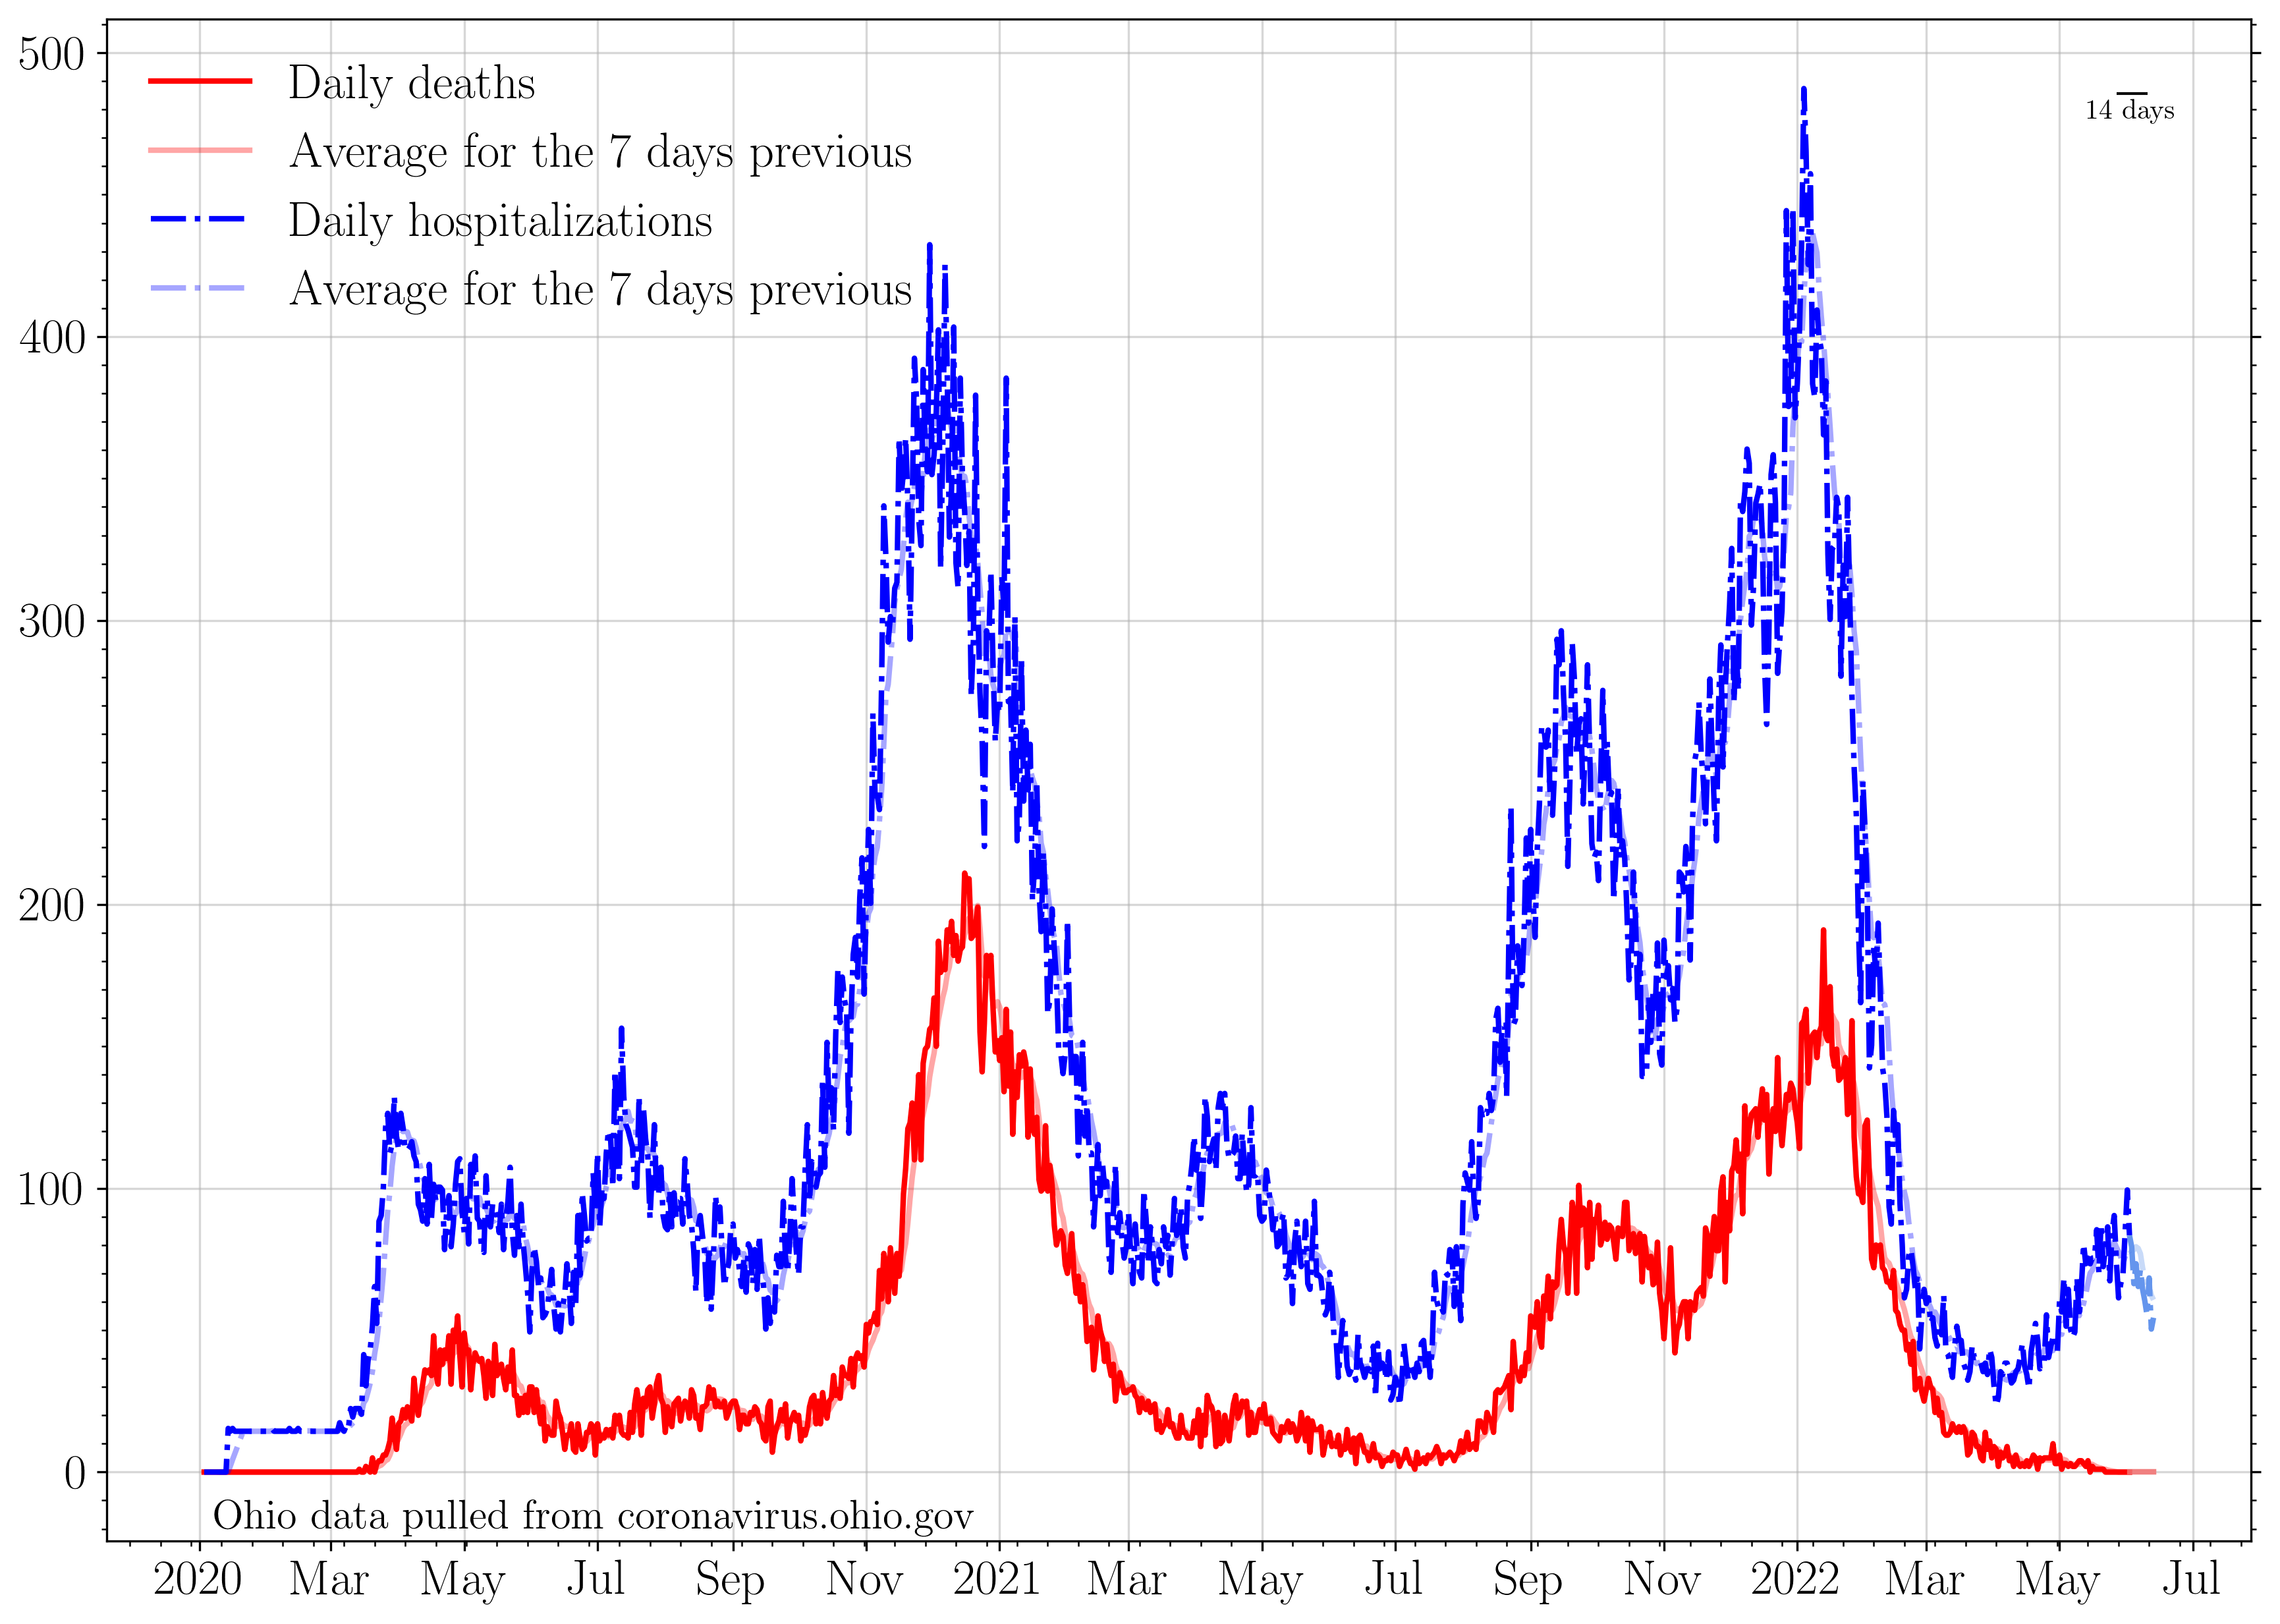 500
400
300
200
100
0
Daily deaths
Average for the 7 days previous
Daily hospitalizations
Average for the 7 days previous
14 days
Ohio data pulled from coronavirus.ohio.gov
2020 Mar May Jul Sep Nov 2021 Mar May Jul Sep Nov 2022 Mar May Jul